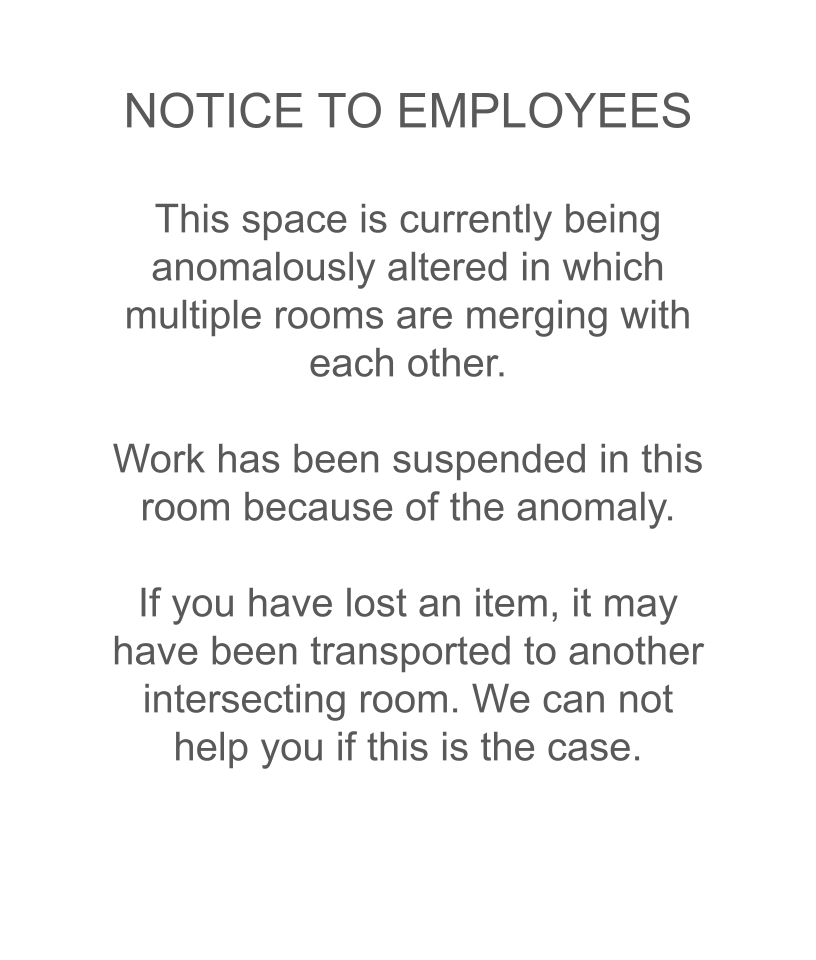 NOTICE TO EMPLOYEES
This space is currently being
anomalously altered in which
multiple rooms are merging with
each other.
Work has been suspended in this
room because of the anomaly.
If you have lost an item, it may
have been transported to another
intersecting room. We can not
help you if this is the case.